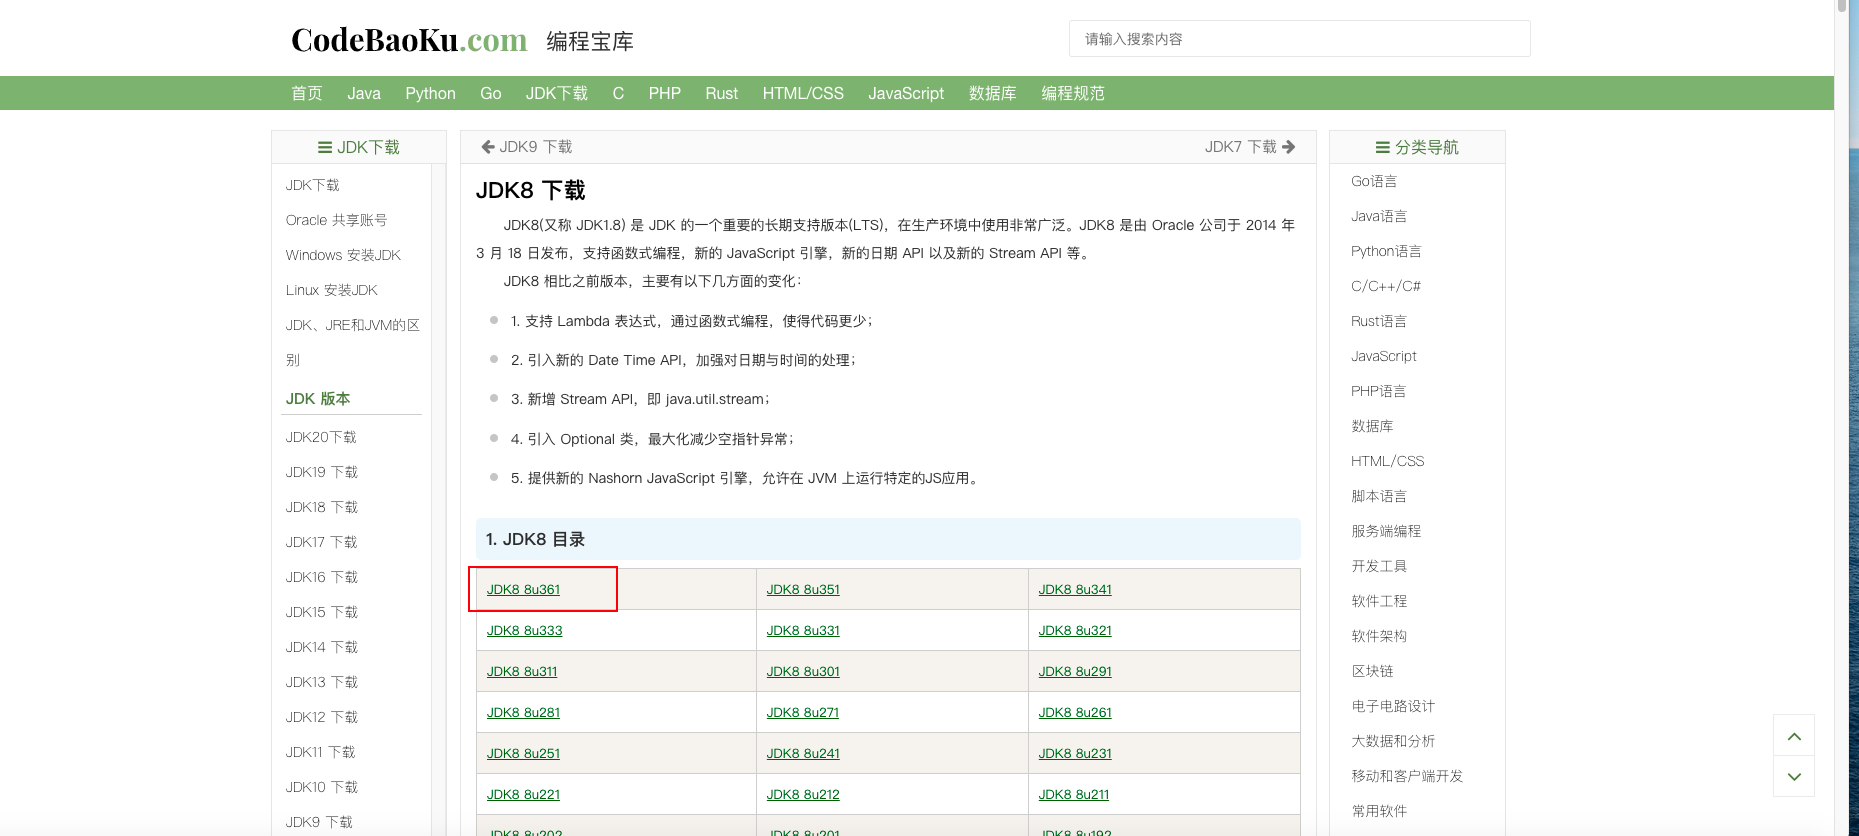 CodeBaoKu.com 编程宝库
请输入搜索内容
首页 Java Python Go JDK下载 C PHP Rust HTML/CSS JavaScript 数据库 编程规范
JDK下载
JDK下载
Oracle 共享账号
Windows 安装JDK
Linux 安装JDK
JDK、JRE和JVM的区
别
JDK 版本
JDK20下载
JDK19 下载
JDK18 下载
JDK17 下载
JDK16 下载
JDK15 下载
JDK14 下载
JDK13 下载
JDK12 下载
JDK11 下载
JDK10 下载
JDK9 下载
JDK9 下载 JDK7 下载
JDK8 下载
JDK8(又称 JDK1.8) 是 JDK 的一个重要的长期支持版本(LTS)，在生产环境中使用非常广泛。JDK8 是由 Oracle 公司于 2014 年
3 月 18 日发布，支持函数式编程，新的 JavaScript 引擎，新的日期 API 以及新的 Stream API 等。
JDK8 相比之前版本，主要有以下几方面的变化：
1. 支持 Lambda 表达式，通过函数式编程，使得代码更少；
2. 引入新的 Date Time API，加强对日期与时间的处理；
3. 新增 Stream API，即 java.util.stream；
4. 引入 Optional 类，最大化减少空指针异常；
5. 提供新的 Nashorn JavaScript 引擎，允许在 JVM 上运行特定的JS应用。
1. JDK8 目录
JDK8 8u361 JDK8 8u351 JDK8 8u341
JDK8 8u333 JDK8 8u331 JDK8 8u321
JDK8 8u311 JDK8 8u301 JDK8 8u291
JDK8 8u281 JDK8 8u271 JDK8 8u261
JDK8 8u251 JDK8 8u241 JDK8 8u231
JDK8 8u221 JDK8 8u212 JDK8 8u211
JDK8 8u202 JDK8 8u201 JDK8 8u192
分类导航
Go语言
Java语言
Python语言
C/C++/C#
Rust语言
JavaScript
PHP语言
数据库
HTML/CSS
脚本语言
服务端编程
开发工具
软件工程
软件架构
区块链
电子电路设计
大数据和分析
移动和客户端开发
常用软件